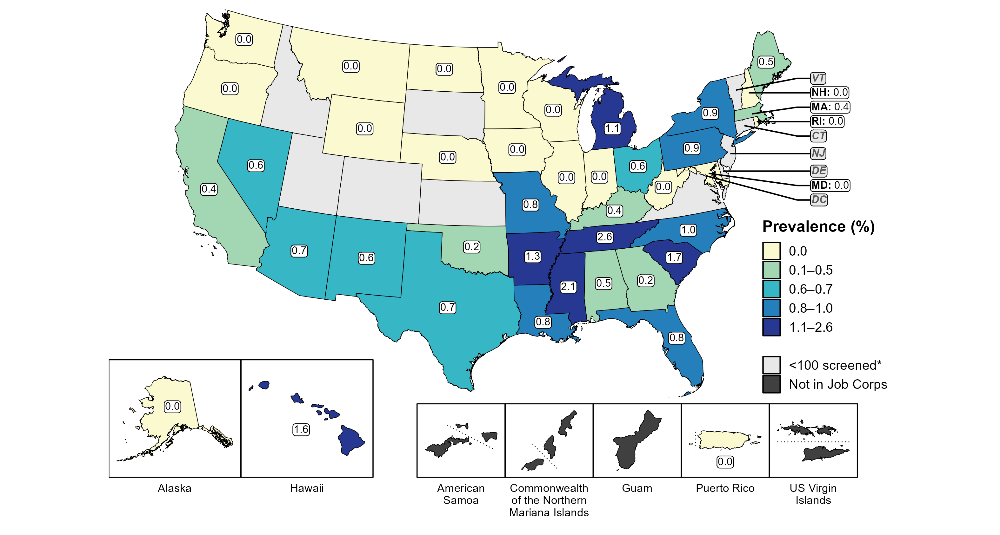 0.0
0.0
0.0
0.5
0.0
0.0
VT
0.0
NH: 0.0
0.0
MA: 0.4
0.9
RI: 0.0
0.0
1.1
CT
0.0
0.9
NJ
0.0
0.6
0.6
DE
0.0
0.0
MD: 0.0
0.0
0.4
DC
0.8
0.4
Prevalence (%)
1.0
2.6
0.2
0.0
0.7
1.3
0.6
1.7
0.1–0.5
0.2
0.5
2.1
0.6–0.7
0.7
0.8–1.0
0.8
1.1–2.6
0.8
<100 screened*
Not in Job Corps
0.0
1.6
0.0
Alaska
Hawaii
American
Samoa
Commonwealth
of the Northern
Mariana Islands
Guam
Puerto Rico
US Virgin
Islands